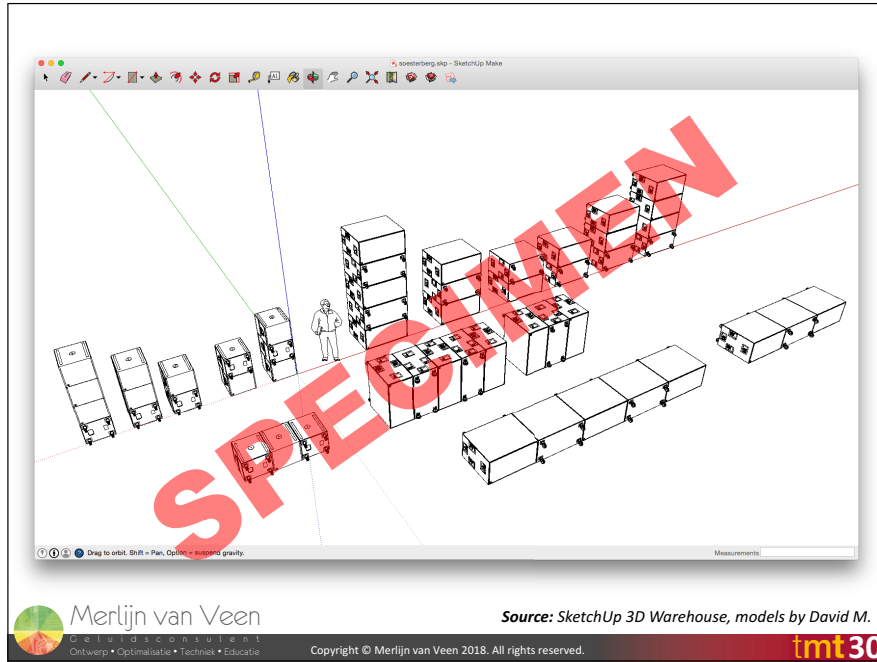 soesterberg.skp - SketchUp Make
A1
SPECIMEN
Drag to orbit. Shift = Pan, Option = suspend gravity.
Measurements
Merlijn van Veen
Geluidsconsulent
Ontwerp • Optimalisatie • Techniek • Educatie
Source: SketchUp 3D Warehouse, models by David M.
Copyright © Merlijn van Veen 2018. All rights reserved.
tmt30